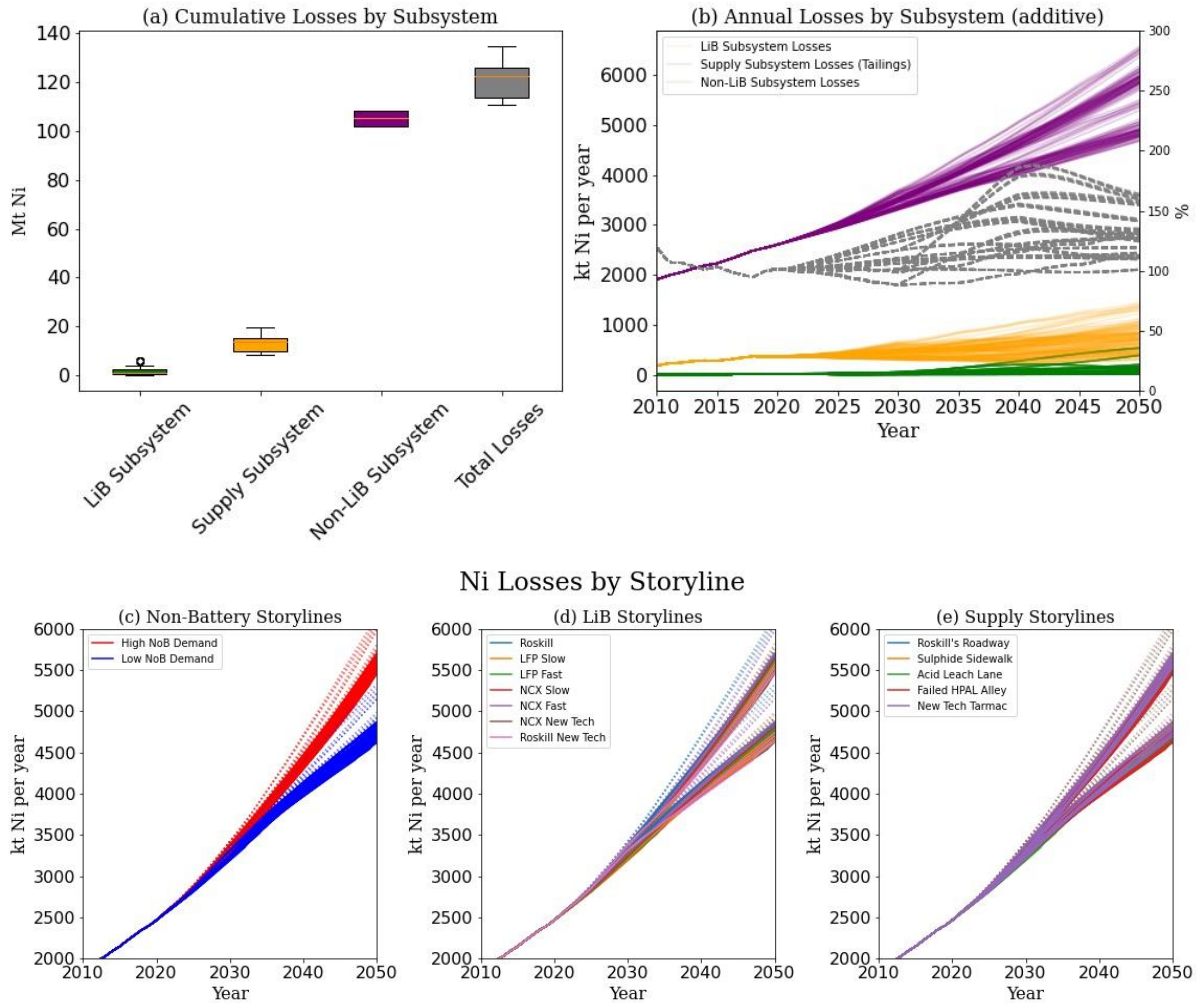 (a) Cumulative Losses by Subsystem
140
120
100
80
60
40
20
0
Mt Ni
LiB Subsystem
Supply Subsystem
Non-LiB Subsystem
Total Losses
(b) Annual Losses by Subsystem (additive)
LiB Subsystem Losses
Supply Subsystem Losses (Tailings)
Non-LiB Subsystem Losses
6000
5000
4000
3000
2000
1000
0
kt Ni per year
300
250
200
150
100
50
0
%
2010 2015 2020 2025 2030 2035 2040 2045 2050
Year
Ni Losses by Storyline
(c) Non-Battery Storylines
High NoB Demand
Low NoB Demand
6000
5500
5000
4500
4000
3500
3000
2500
2000
kt Ni per year
2010 2020 2030 2040 2050
Year
(d) LiB Storylines
Roskill
LFP Slow
LFP Fast
NCX Slow
NCX Fast
NCX New Tech
Roskill New Tech
6000
5500
5000
4500
4000
3500
3000
2500
2000
kt Ni per year
2010 2020 2030 2040 2050
Year
(e) Supply Storylines
Roskill's Roadway
Sulphide Sidewalk
Acid Leach Lane
Failed HPAL Alley
New Tech Tarmac
6000
5500
5000
4500
4000
3500
3000
2500
2000
kt Ni per year
2010 2020 2030 2040 2050
Year